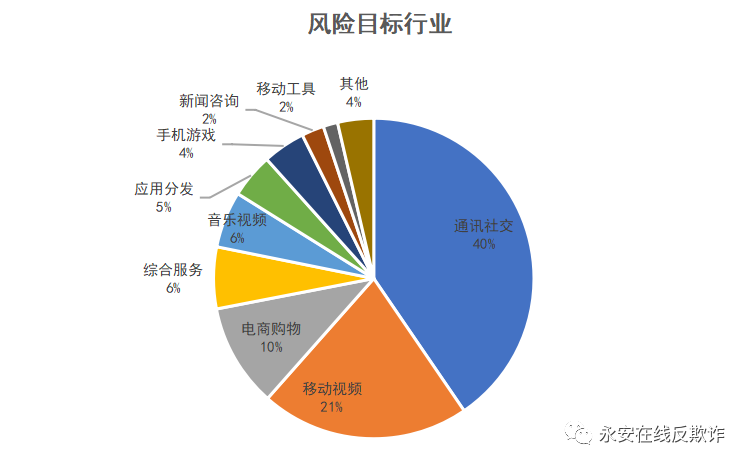 风险目标行业
其他
4%
移动工具
2%
新闻咨询
2%
手机游戏
4%
应用分发
5%
音乐视频
6%
综合服务
6%
电商购物
10%
移动视频
21%
通讯社交
40%
永安在线反欺诈